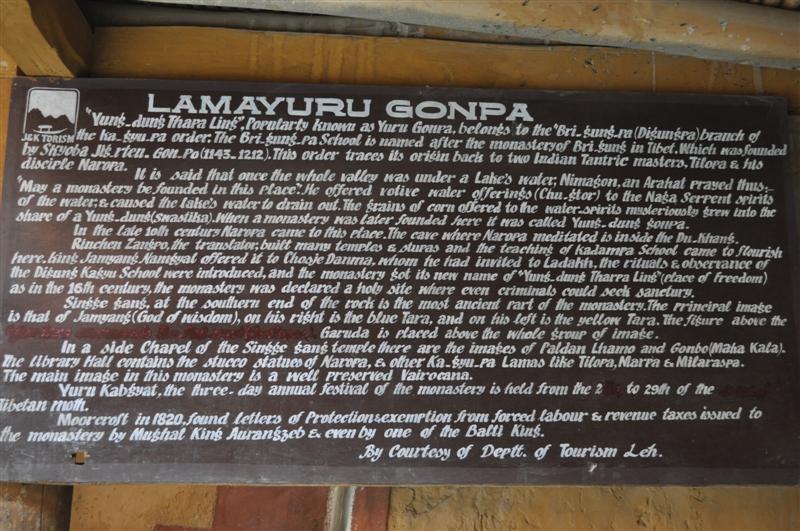 LAMAYURU GONPA
J&K TORISM
"Yung-dung Thara Ling", Popularly known as Yuru Gonpa, belongs to the "Bri-gung-pa (Digungpa) branch of
the ka-gyu-pa order. The Bri-gung-pa School is named after the monastery of Bri-gung in Tibet. Which was founded
by Skyoba Jig rten-Gon-Po (1143-1212). This order traces its origin back to two Indian Tantric masters, Tilopa & his
disciple Naropa.
It is said that once the whole valley was under a Lake's water, Nimagon, an Arahat prayed thus:-
"May a monastery be founded in this place". He offered votive water offerings (Chu-gtor) to the Naga Serpent spirits
of the water, & caused the lake's water to drain out. The grains of corn offered to the water-spirits mysteriously grew into the
share of a Yung-dung (swastika). When a monastery was later founded here it was called Yung-dung gonpa.
In the late 10th century Naropa came to this place. The cave where Naropa meditated is inside the Du-khang.
Rinchen Zangpo, the translator, built many temples & stupas and the teaching of Kadampa School came to flourish
here. King Jamyang Namgyal offered it to Chosje Danma, whom he had invited to Ladakh, the rituals & observance of
the Digung Kagyu School were introduced, and the monastery got its new name of "Yung-dung Tharra Ling" (place of Freedom)
as in the 16th century, the monastery was declared a holy site where even criminals could seek sanctury.
Singge gang, at the southern end of the rock is the most ancient part of the monastery. The principal image
is that of Jamyang (God of wisdom), on his right is the blue Tara, and on his left is the yellow Tara. The figure above the
Garuda is placed above the whole group of image.
In a side Chapel of the Singge gang temple there are the images of Paldan Lhamo and Gonbo (Maha Kala).
The Library Hall contains the stucco statues of Naropa, & other Ka-gyu-pa Lamas like Tilopa, Marpa & Milaraspa.
The main image in this monastery is a well preserved Vairocana.
Yuru Kabgyat, the three-day annual festival of the monastery is held from the to 29th of the
Tibetan moth.
Moorcroft in 1820, found letters of Protection & exemption from forced labour & revenue taxes issued to
the monastery by Mughal King Aurangzeb & even by one of the Balti King.
By Courtesy of Deptt. of Tourism Leh.